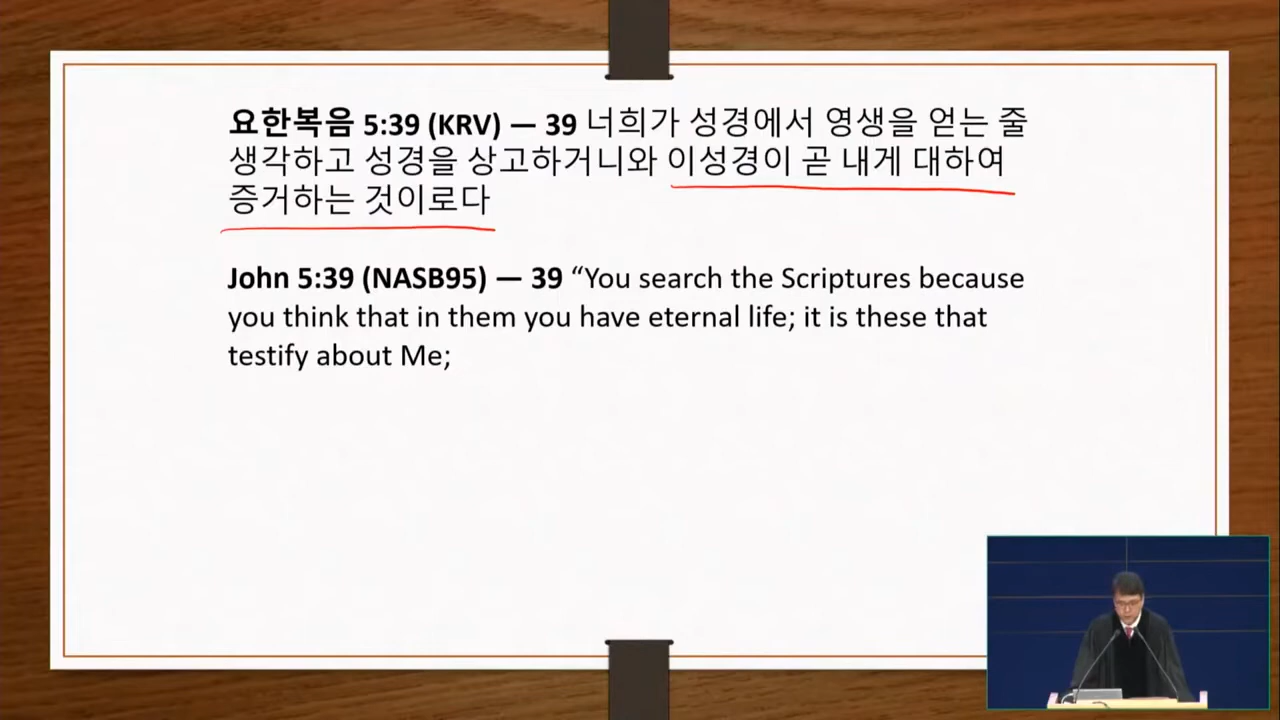 요한복음 5:39 (KRV) — 39 너희가 성경에서 영생을 얻는 줄
생각하고 성경을 상고하거니와 이성경이 곧 내게 대하여
증거하는 것이로다
John 5:39 (NASB95) — 39 “You search the Scriptures because
you think that in them you have eternal life; it is these that
testify about Me;